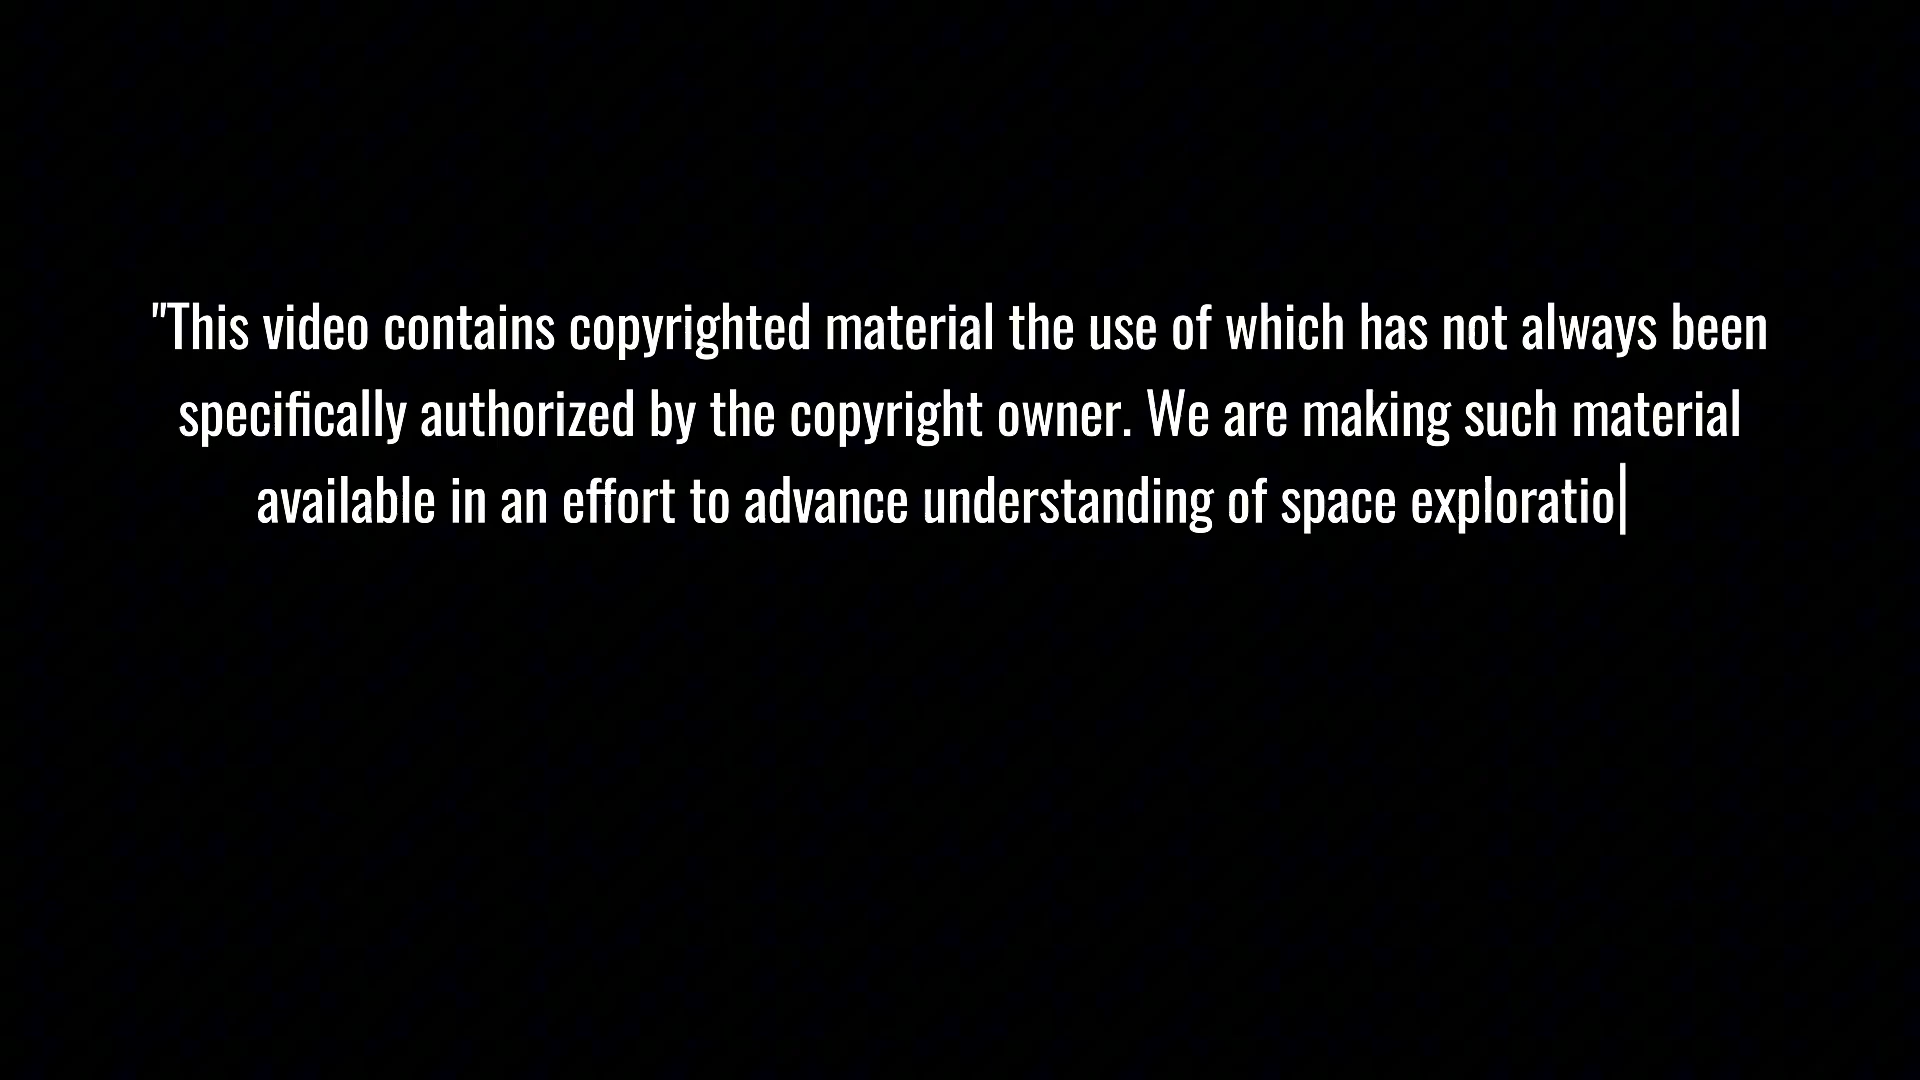 "This video contains copyrighted material the use of which has not always been
specifically authorized by the copyright owner. We are making such material
available in an effort to advance understanding of space exploratio